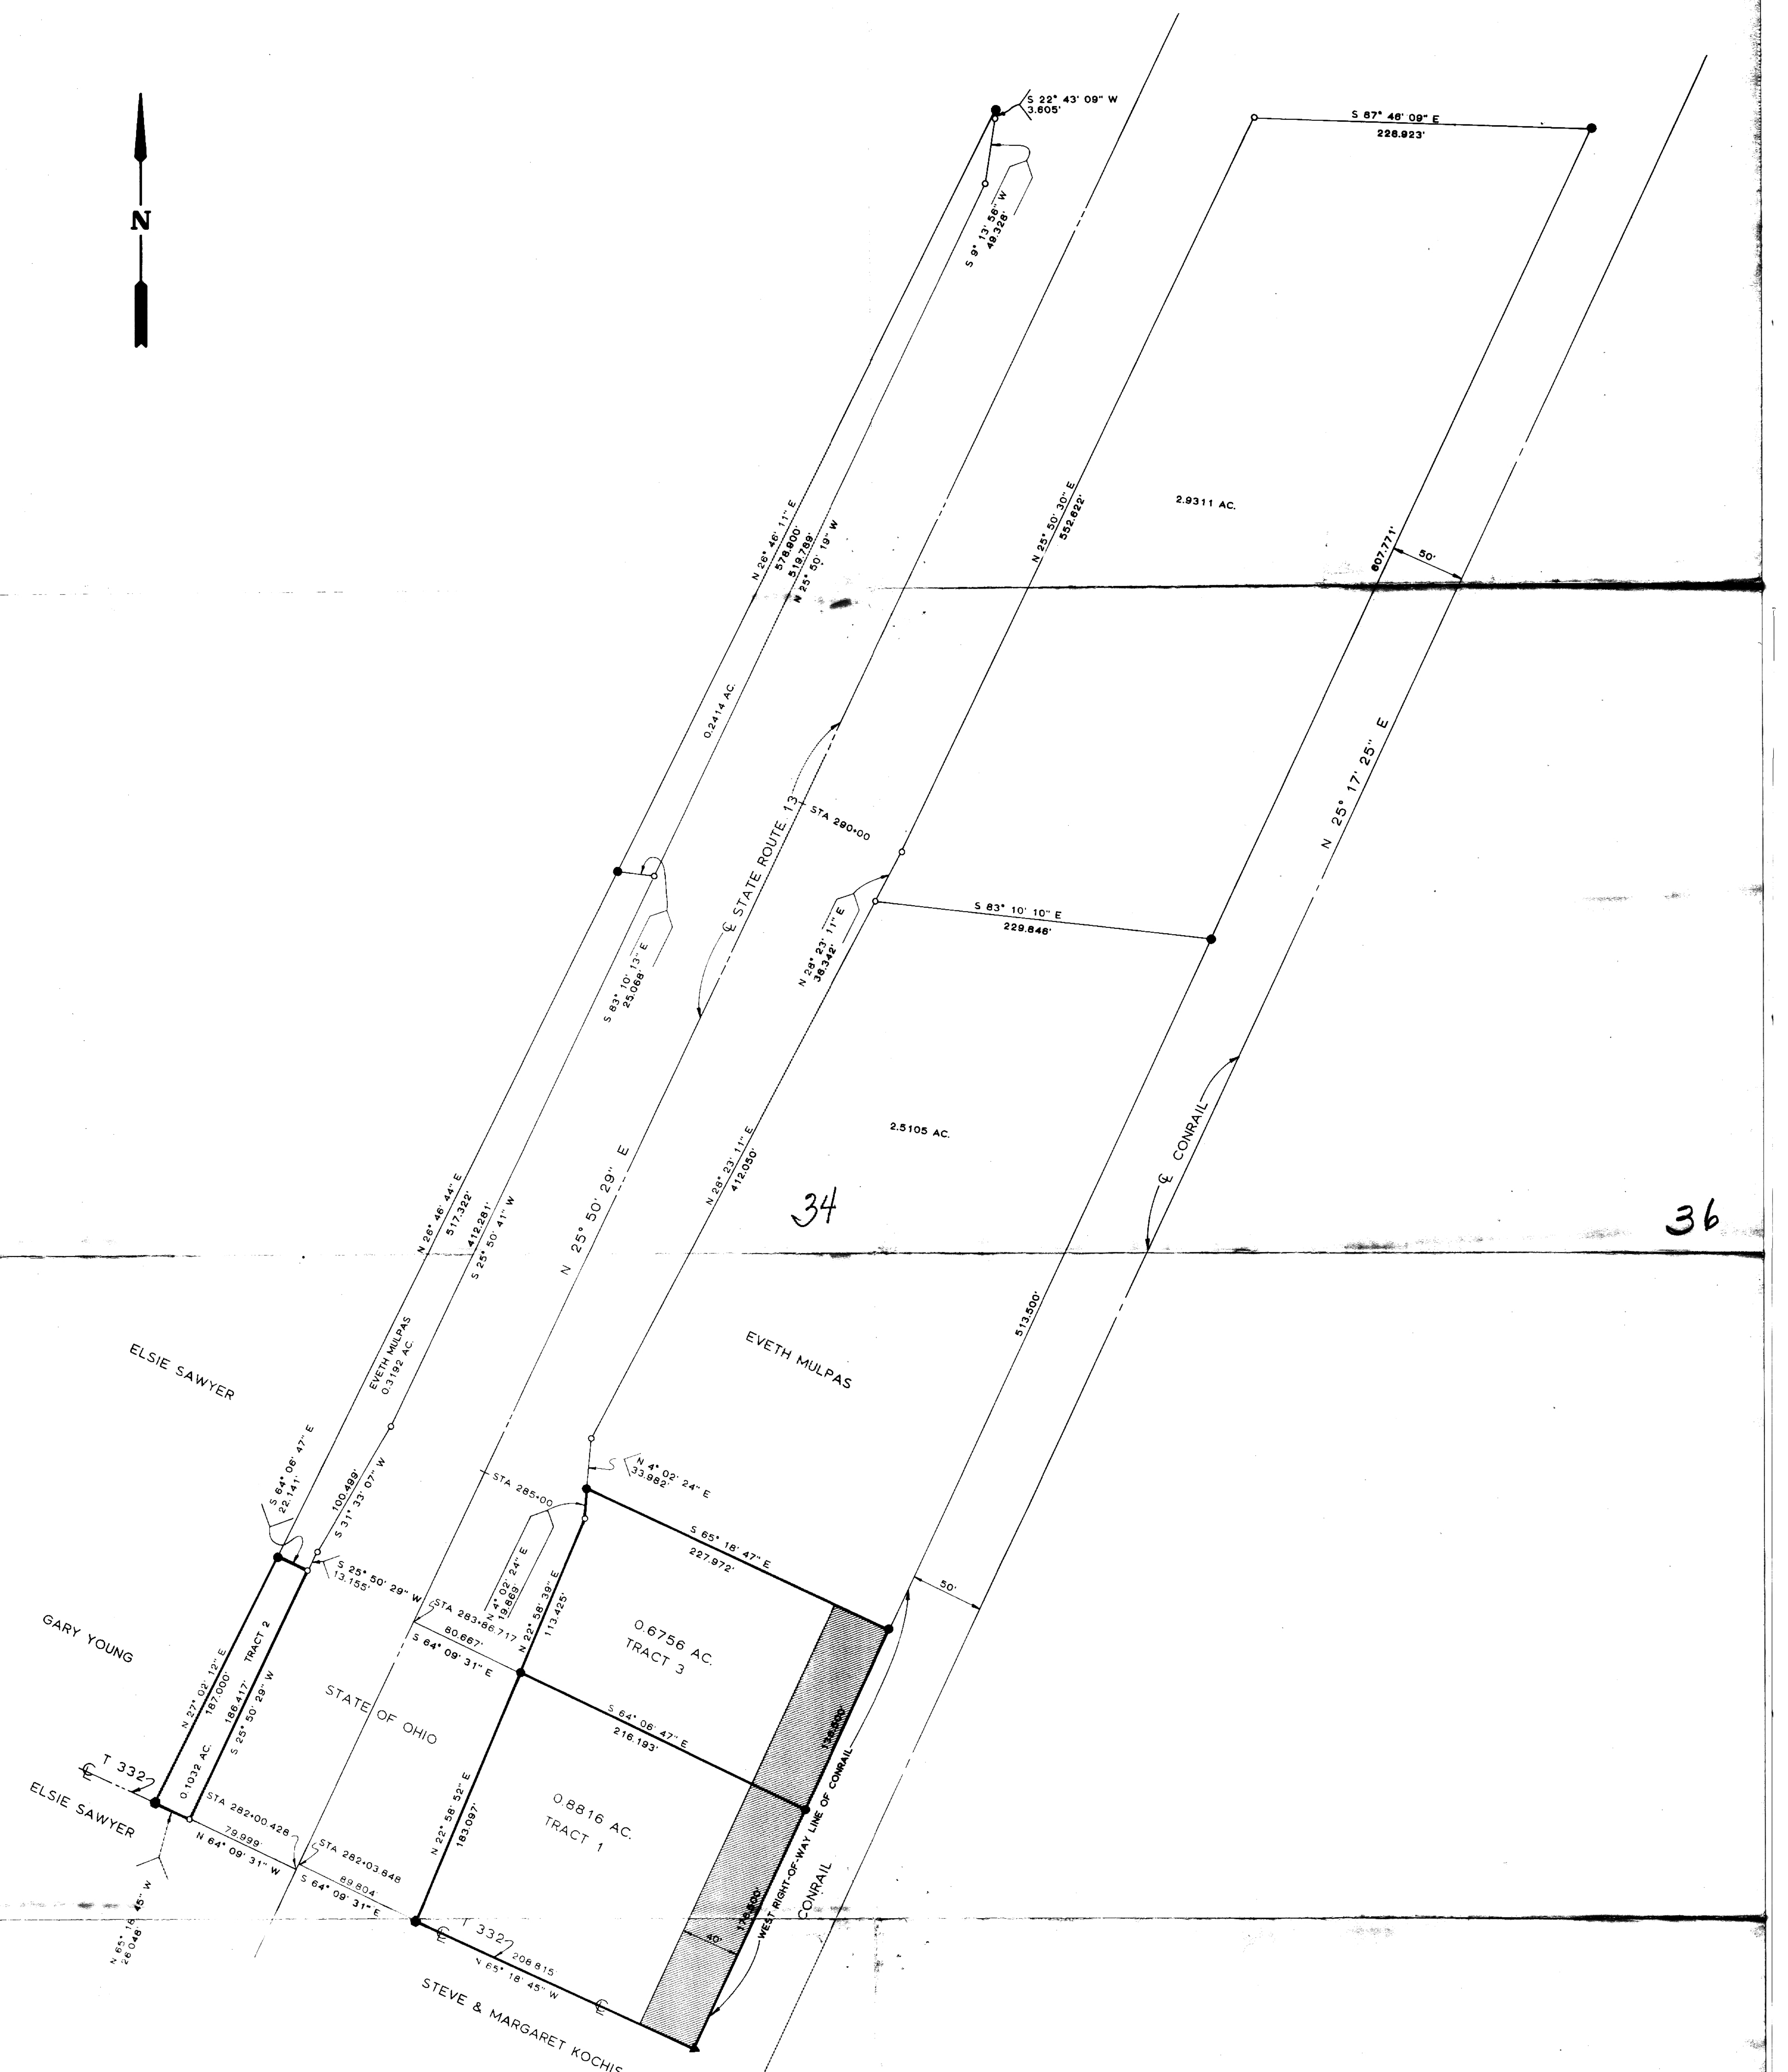 S 22° 43' 09" W
3.605'
S 87° 46' 09" E
228.923'
N
S 9° 13' 56" W
49.328'
N 26° 46' 11" E
578.900'
519.789'
N 25° 50' 19" W
N 25° 50' 30" E
552.622'
2.9311 AC.
607.771'
50'
0.2414 AC.
℄ STATE ROUTE 13
STA 290+00
N 25° 17' 25" E
S 83° 10' 10" E
229.846'
N 28° 23' 11" E
38.342'
S 83° 10' 13" E
25.068'
℄ CONRAIL
2.5105 AC.
N 28° 23' 11" E
412.050'
N 25° 50' 29" E
N 26° 46' 44" E
517.322'
412.281'
S 25° 50' 41" W
34
36
513.500'
ELSIE SAWYER
EVETH MULPAS
0.3192 AC.
EVETH MULPAS
S 64° 06' 47" E
22.141'
100.499'
S 31° 33' 07" W
N 4° 02' 24" E
33.982'
STA 285+00
S 65° 18' 47" E
227.972'
S 25° 50' 29" W
13.155'
N 4° 02' 24" E
19.869'
50'
STA 283+86.717
80.667'
S 64° 09' 31" E
N 22° 58' 39" E
113.425'
0.6756 AC.
TRACT 3
GARY YOUNG
N 27° 02' 12" E
187.000'
TRACT 2
186.417'
S 25° 50' 29" W
0.1032 AC.
STATE OF OHIO
S 64° 06' 47" E
216.193'
℄ T 332
ELSIE SAWYER
STA 282+00.428
79.999'
N 64° 09' 31" W
STA 282+03.848
89.804'
S 64° 09' 31" E
N 22° 58' 52" E
183.097'
0.8816 AC.
TRACT 1
WEST RIGHT-OF-WAY LINE OF CONRAIL
CONRAIL
N 65° 18' 45" W
26.048'
℄ T 332
208.815'
N 65° 18' 45" W
℄
40'
STEVE & MARGARET KOCHIS